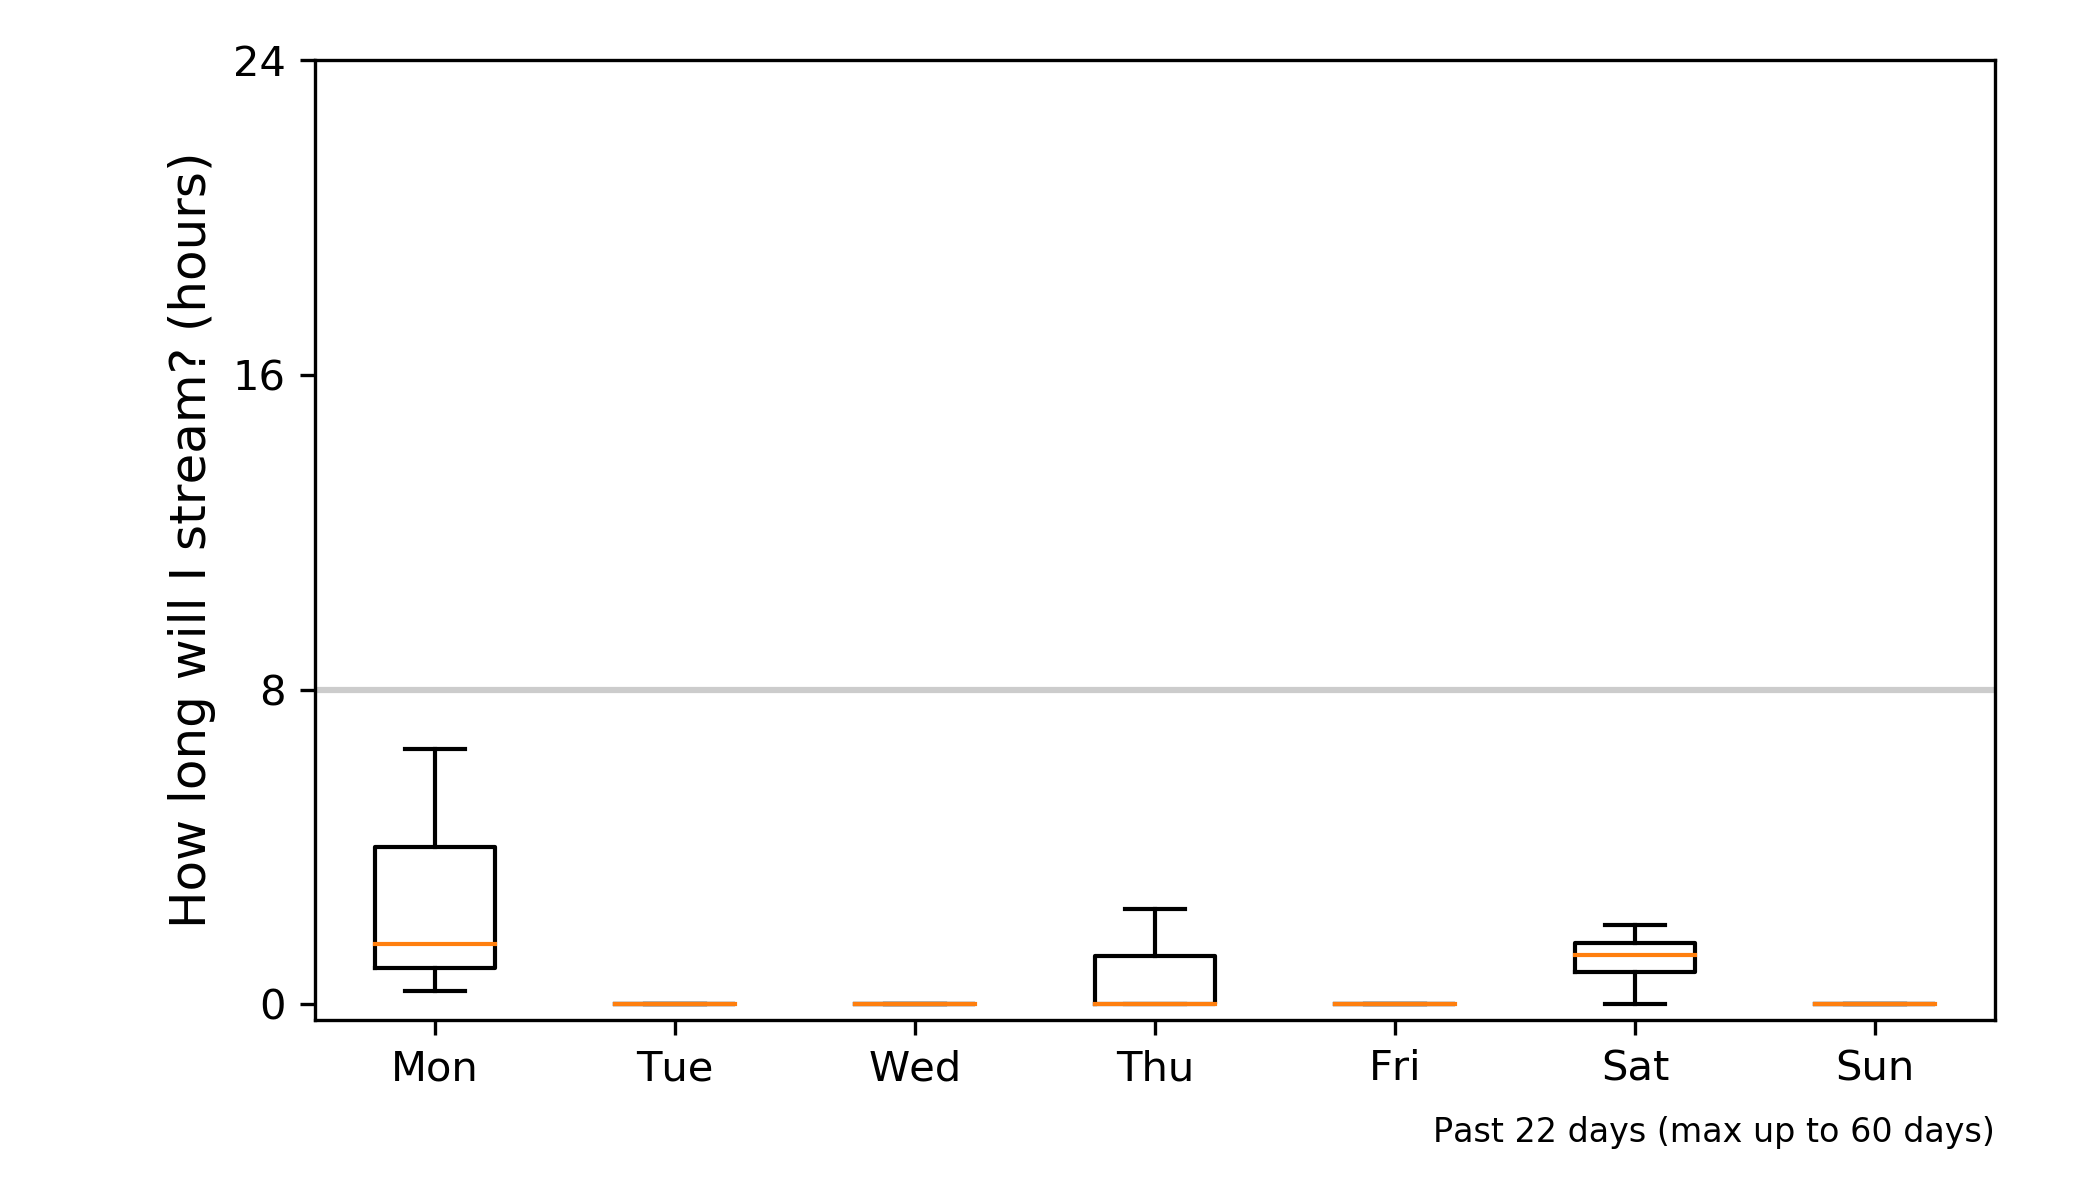 How long will I stream? (hours)
24
16
8
0
Mon Tue Wed Thu Fri Sat Sun
Past 22 days (max up to 60 days)